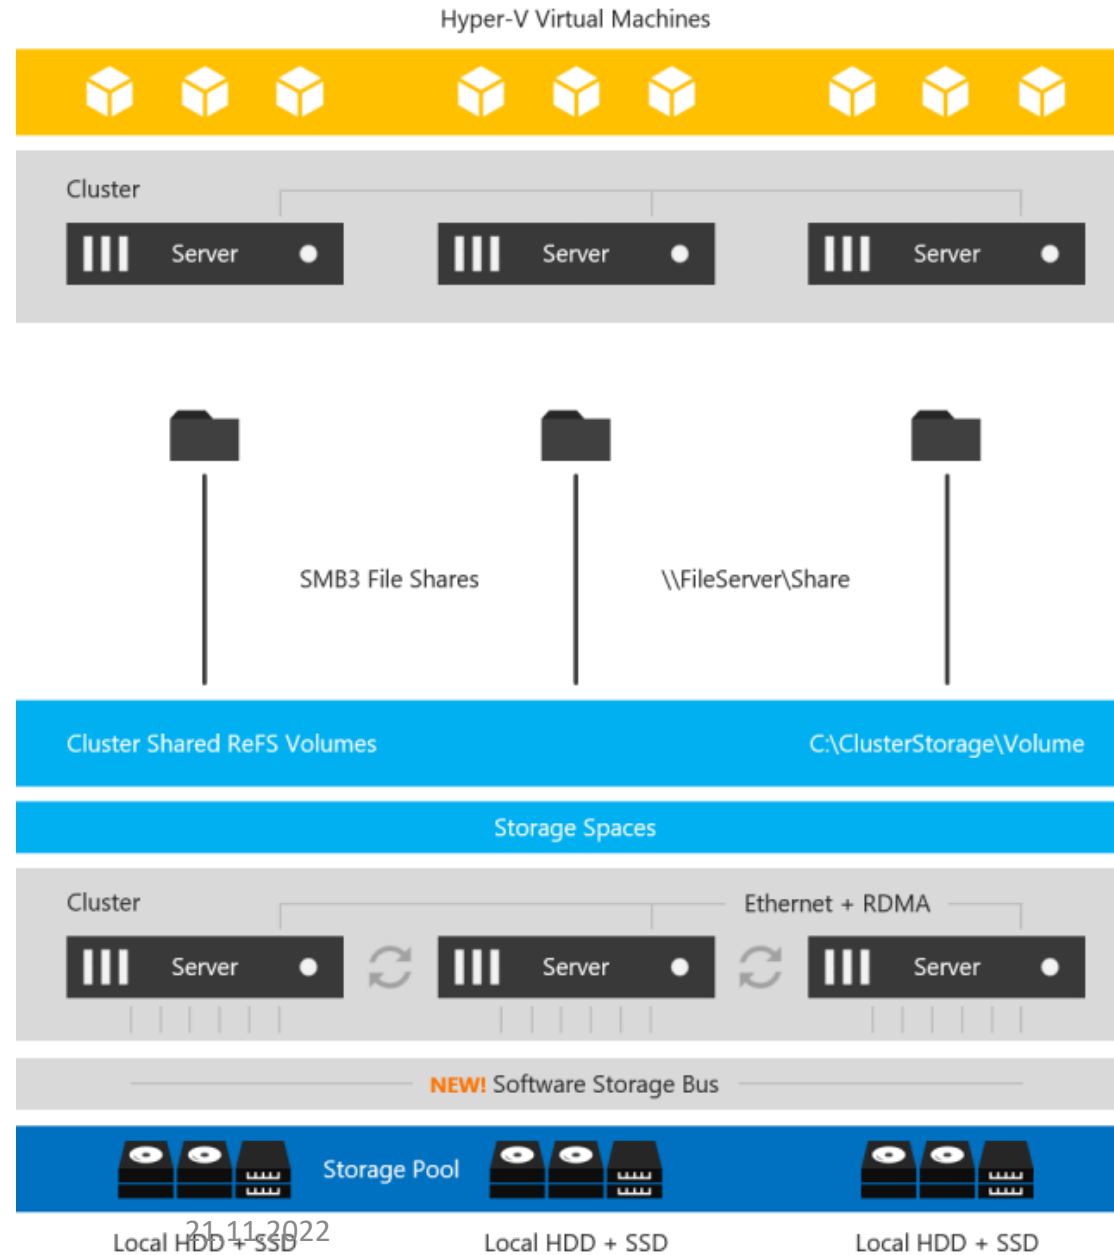 Hyper-V Virtual Machines
Cluster
Server Server Server
SMB3 File Shares \\FileServer\Share
Cluster Shared ReFS Volumes C:\ClusterStorage\Volume
Storage Spaces
Cluster Ethernet + RDMA
Server Server Server
NEW! Software Storage Bus
Storage Pool
Local HDD + SSD Local HDD + SSD Local HDD + SSD
21.11.2022